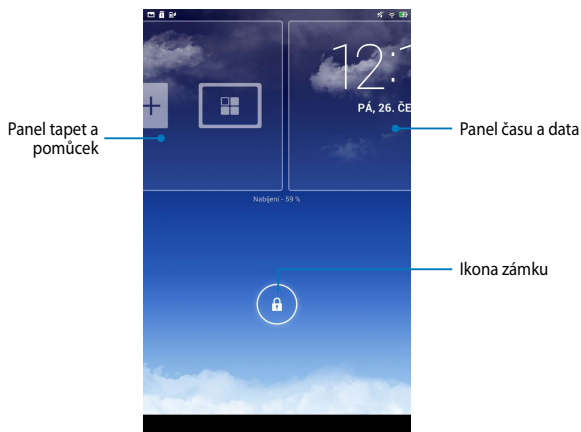 12:1
PÁ, 26. ČE
Panel tapet a
pomůcek
Panel času a data
Nabíjení - 59 %
Ikona zámku